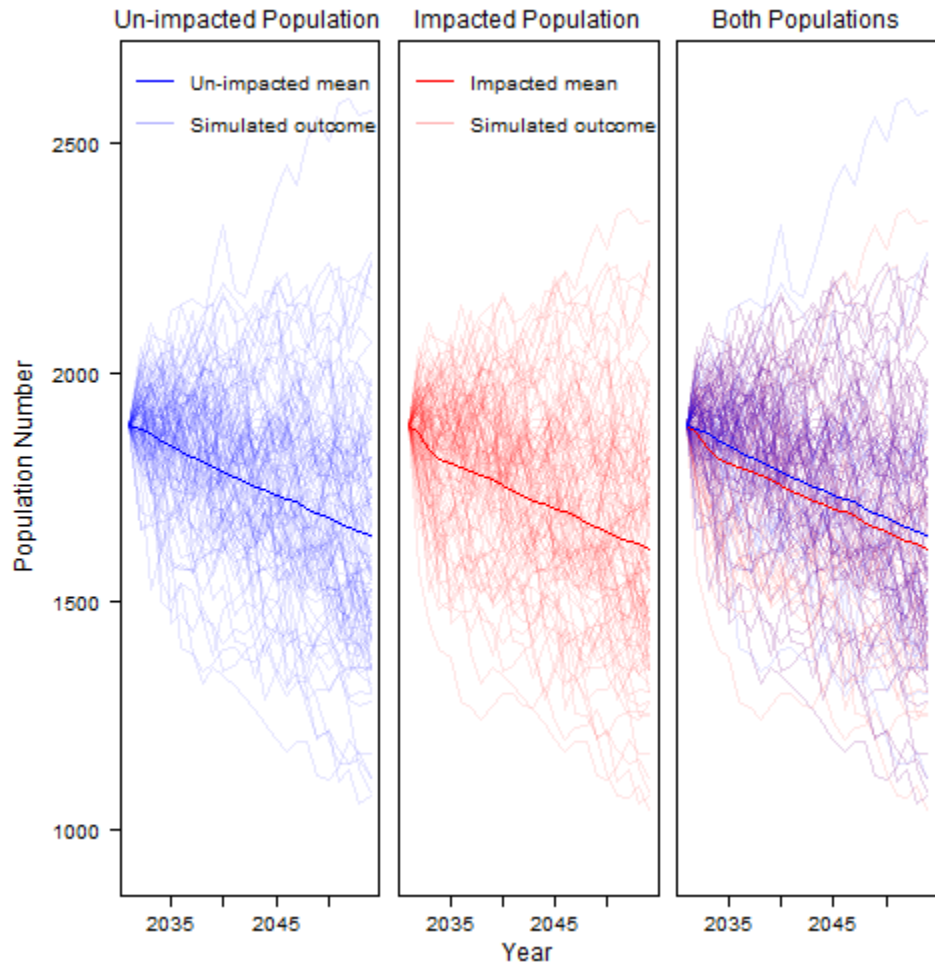 Un-impacted Population
Impacted Population
Both Populations
Un-impacted mean
Simulated outcome
Impacted mean
Simulated outcome
Population Number
2500
2000
1500
1000
2035
2045
2035
2045
2035
2045
Year